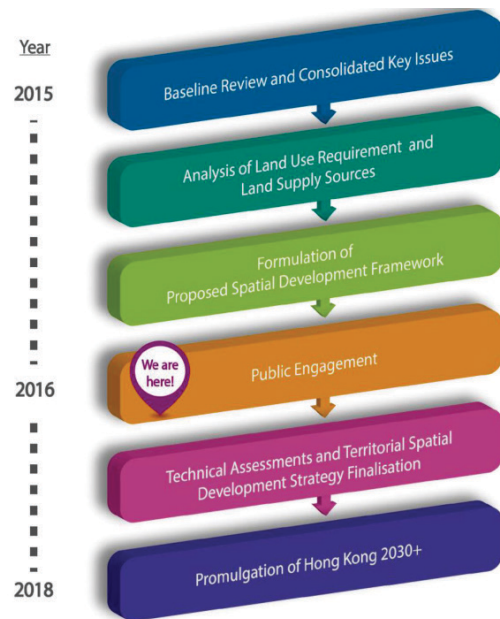 Year
2015
Baseline Review and Consolidated Key Issues
Analysis of Land Use Requirement and
Land Supply Sources
Formulation of
Proposed Spatial Development Framework
We are
here!
Public Engagement
2016
Technical Assessments and Territorial Spatial
Development Strategy Finalisation
Promulgation of Hong Kong 2030+
2018